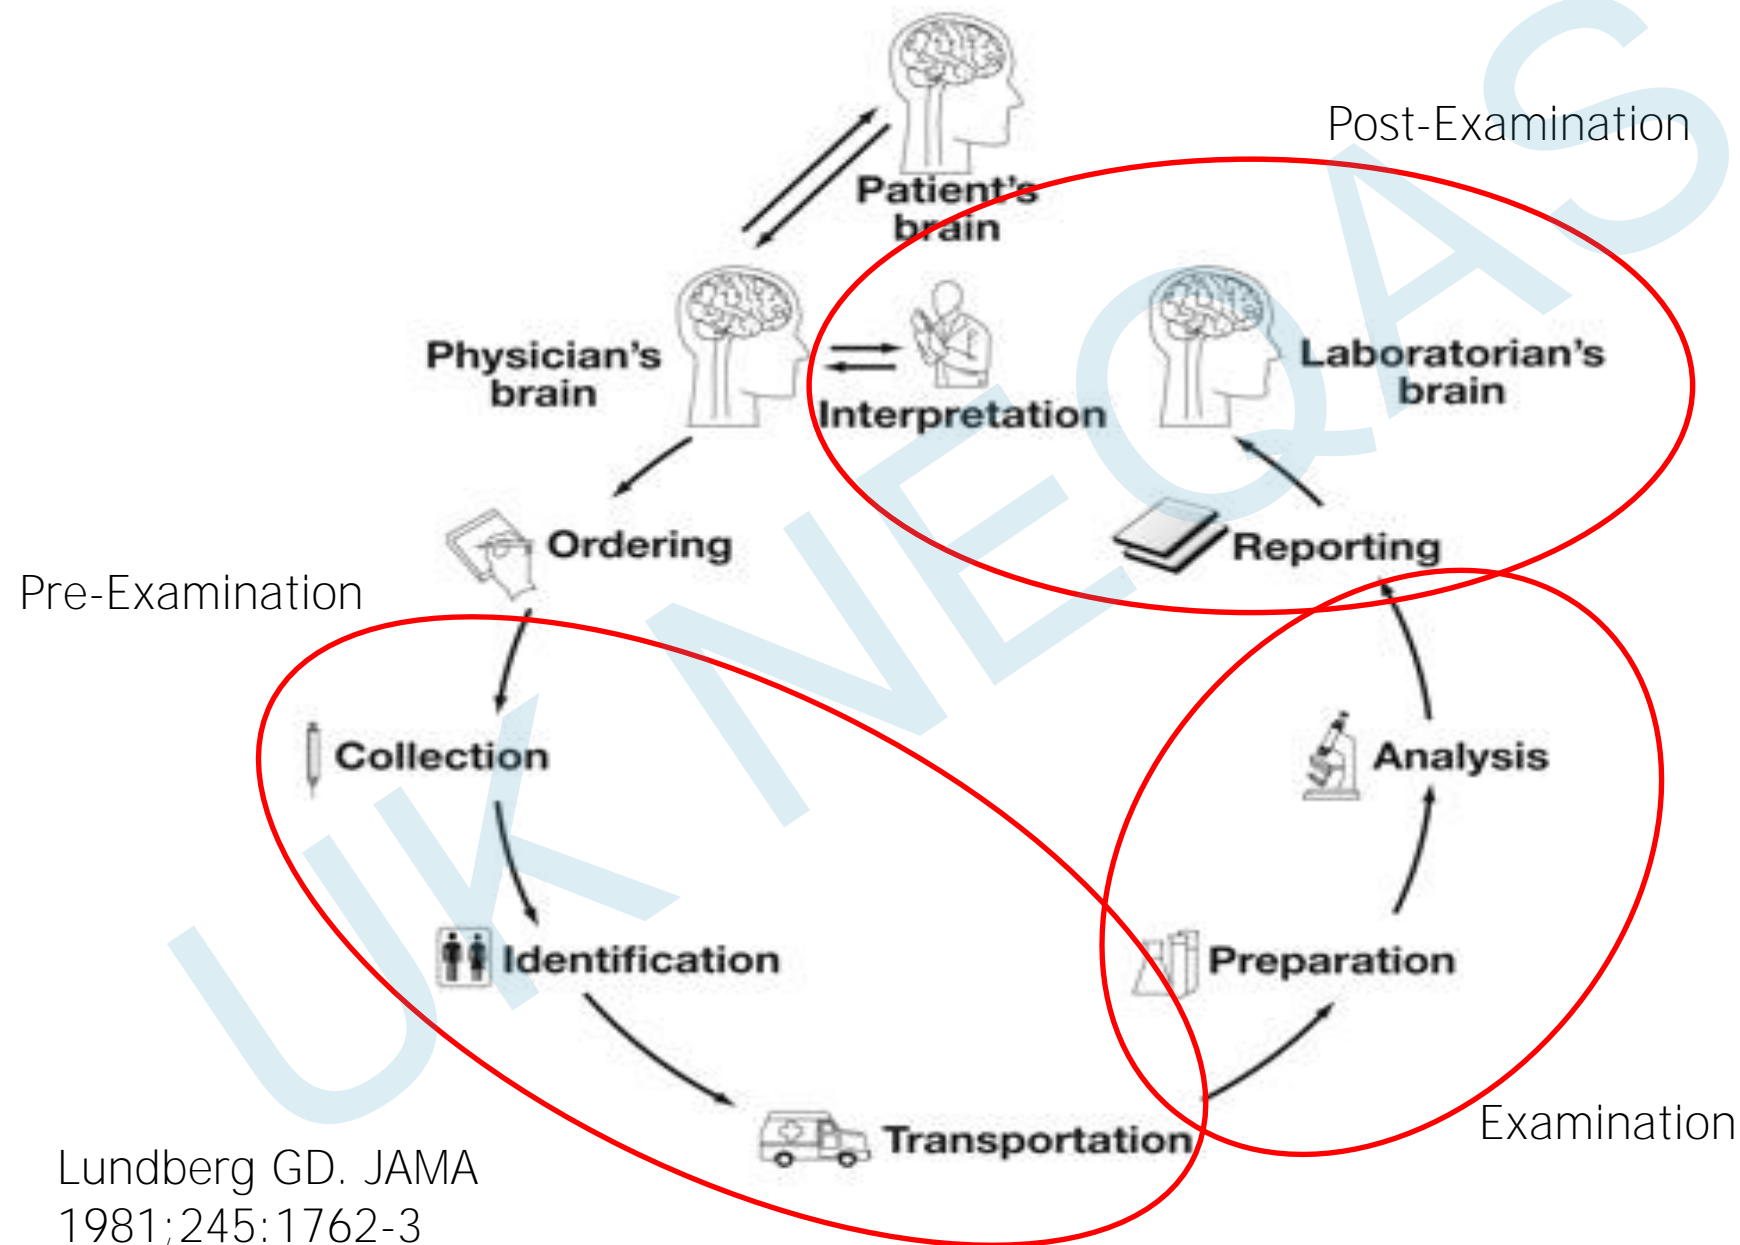 Patient's
brain
Post-Examination
Physician's
brain
Interpretation
Laboratorian's
brain
Ordering
Reporting
Pre-Examination
Collection
Analysis
Identification
Preparation
Transportation
Examination
Lundberg GD. JAMA
1981;245:1762-3
UK NEQAS